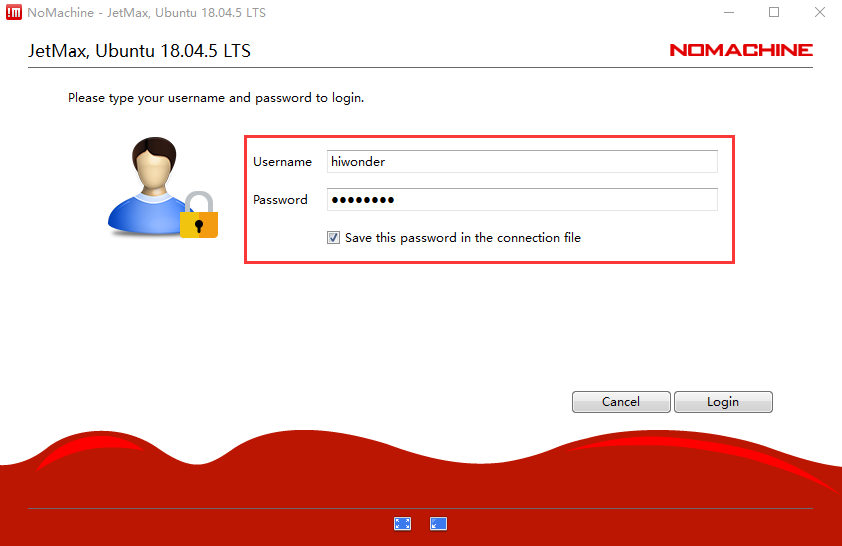 !M NoMachine - JetMax, Ubuntu 18.04.5 LTS
JetMax, Ubuntu 18.04.5 LTS NOMACHINE
Please type your username and password to login.
Username hiwonder
Password ●●●●●●●●
Save this password in the connection file
Cancel Login